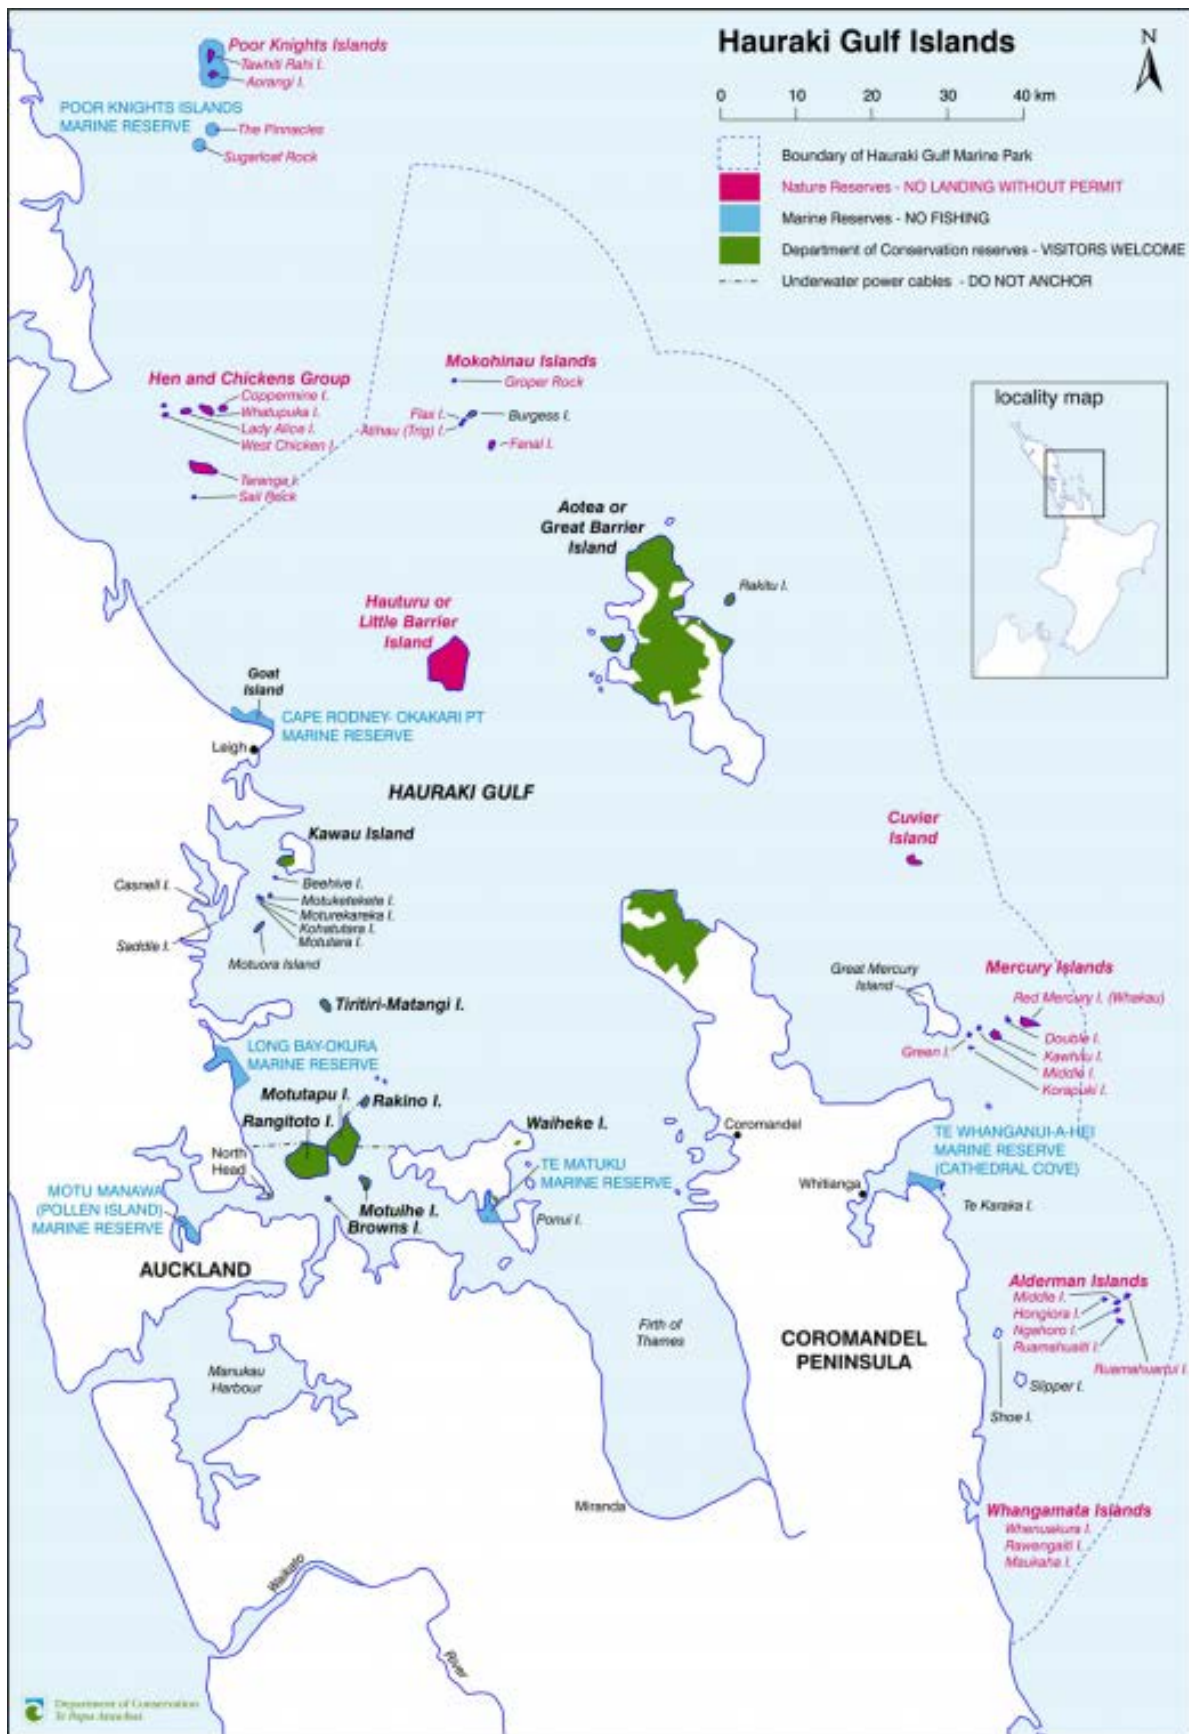 Hauraki Gulf Islands
N
0 10 20 30 40 km
Boundary of Hauraki Gulf Marine Park
Nature Reserves - NO LANDING WITHOUT PERMIT
Marine Reserves - NO FISHING
Department of Conservation reserves - VISITORS WELCOME
Underwater power cables - DO NOT ANCHOR
Poor Knights Islands
Tawhiti Rahi I.
Aorangi I.
POOR KNIGHTS ISLANDS
MARINE RESERVE
The Pinnacles
Sugarloaf Rock
Mokohinau Islands
Groper Rock
Flax I.
Burgess I.
Atihau (Trig) I.
Fanal I.
Hen and Chickens Group
Coppermine I.
Whatupuka I.
Lady Alice I.
West Chicken I.
Taranga I.
Sail Rock
locality map
Aotea or
Great Barrier
Island
Rakitu I.
Hauturu or
Little Barrier
Island
Goat
Island
CAPE RODNEY- OKAKARI PT
MARINE RESERVE
Leigh
HAURAKI GULF
Kawau Island
Cuvier
Island
Casnell I.
Beehive I.
Motuketekete I.
Moturekareka I.
Kohatutara I.
Motutara I.
Saddle I.
Motuora Island
Great Mercury
Island
Mercury Islands
Red Mercury I. (Whakau)
Double I.
Green I.
Kawhitu I.
Middle I.
Korapuki I.
Tiritiri-Matangi I.
LONG BAY-OKURA
MARINE RESERVE
Motutapu I.
Rakino I.
Rangitoto I.
Waiheke I.
Coromandel
North
Head
TE MATUKU
MARINE RESERVE
TE WHANGANUI-A-HEI
MARINE RESERVE
(CATHEDRAL COVE)
Whitianga
MOTU MANAWA
(POLLEN ISLAND)
MARINE RESERVE
Motuihe I.
Browns I.
Ponui I.
Te Karaka I.
AUCKLAND
Alderman Islands
Middle I.
Hongiora I.
Ngahoro I.
Ruamahuaiti I.
Ruamahuanui I.
Firth of
Thames
COROMANDEL
PENINSULA
Manukau
Harbour
Slipper I.
Shoe I.
Miranda
Whangamata Islands
Whenuakura I.
Rawengaiti I.
Maukaha I.
Waikato
River
Department of Conservation
Te Papa Atawhai